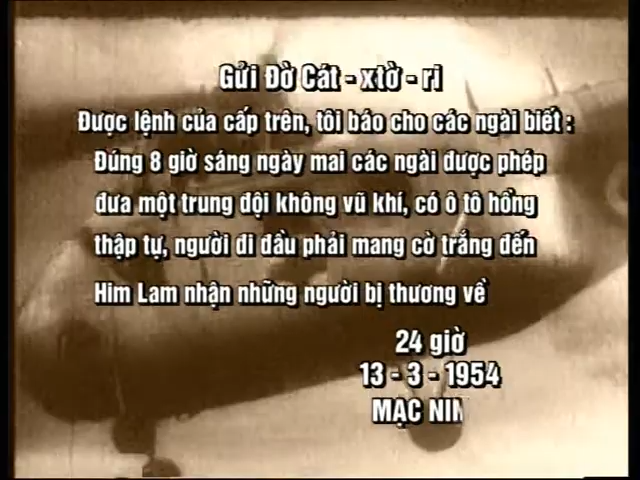 Gửi Đờ Cát - xtờ - ri
Được lệnh của cấp trên, tôi báo cho các ngài biết :
Đúng 8 giờ sáng ngày mai các ngài được phép
đưa một trung đội không vũ khí, có ô tô hồng
thập tự, người đi đầu phải mang cờ trắng đến
Him Lam nhận những người bị thương về
24 giờ
13 - 3 - 1954
MẠC NIN